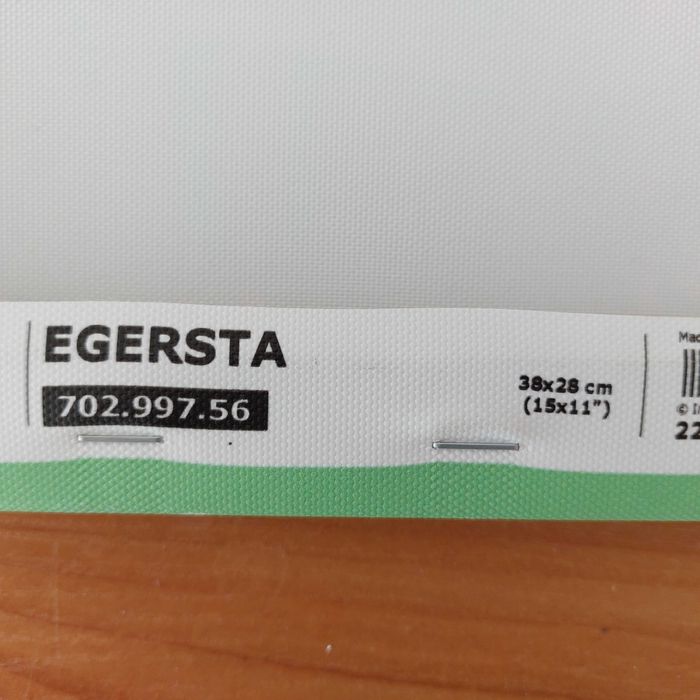 EGERSTA
702.997.56
38x28 cm
(15x11")